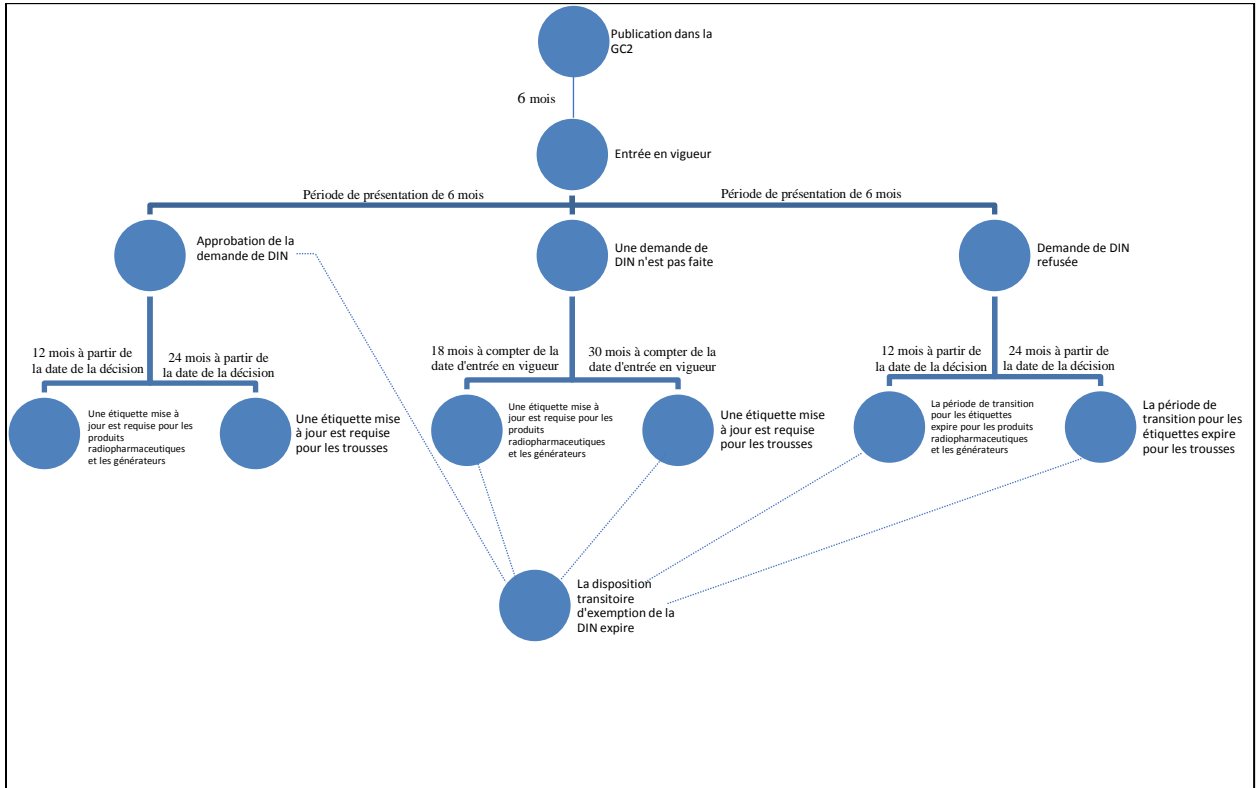 Publication dans la
GC2
6 mois
Entrée en vigueur
Période de présentation de 6 mois
Période de présentation de 6 mois
Approbation de la
demande de DIN
Une demande de
DIN n'est pas faite
Demande de DIN
refusée
12 mois à partir de
la date de la décision
24 mois à partir de
la date de la décision
18 mois à compter de la
date d'entrée en vigueur
30 mois à compter de la
date d'entrée en vigueur
12 mois à partir de
la date de la décision
24 mois à partir de
la date de la décision
Une étiquette mise à
jour est requise pour les
produits
radiopharmaceutiques
et les générateurs
Une étiquette mise
à jour est requise
pour les trousses
Une étiquette mise à
jour est requise pour les
produits
radiopharmaceutiques
et les générateurs
Une étiquette mise
à jour est requise
pour les trousses
La période de transition
pour les étiquettes
expire pour les produits
radiopharmaceutiques
et les générateurs
La période de
transition pour les
étiquettes expire
pour les trousses
La disposition
transitoire
d'exemption de la
DIN expire